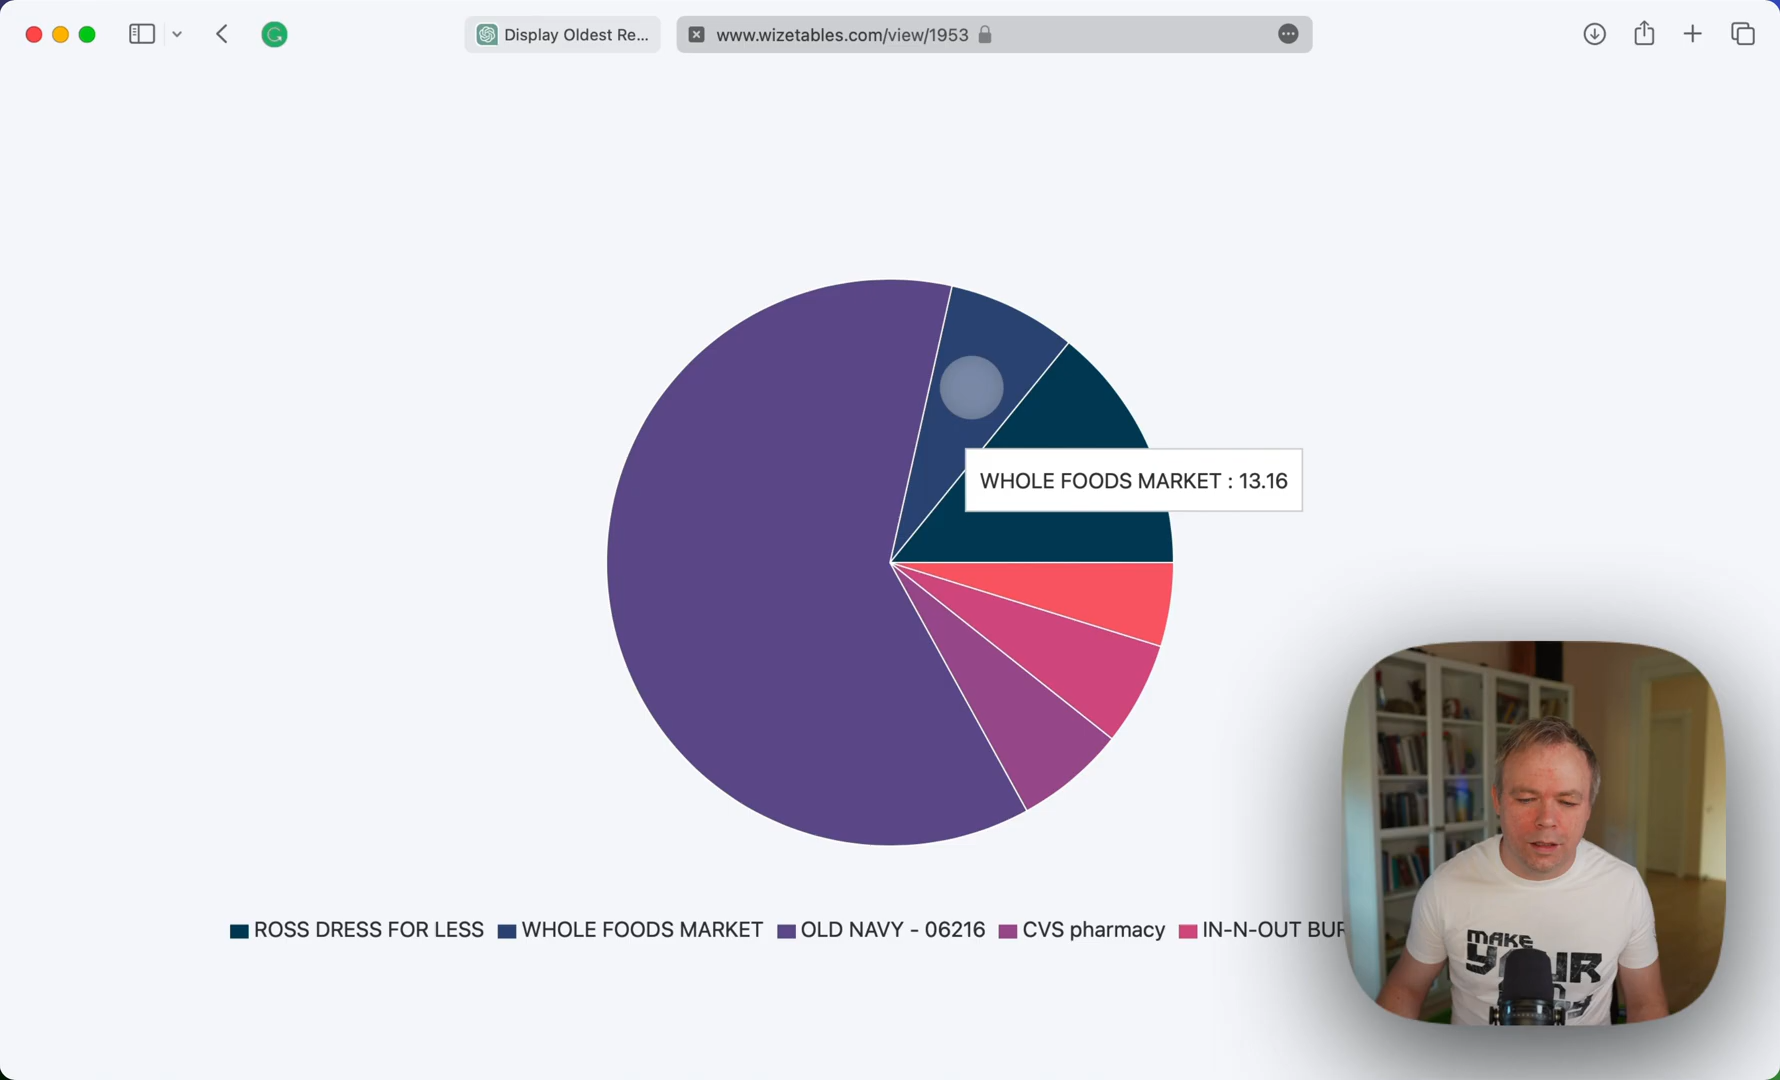 Display Oldest Re...
www.wizetables.com/view/1953
WHOLE FOODS MARKET : 13.16
ROSS DRESS FOR LESS
WHOLE FOODS MARKET
OLD NAVY - 06216
CVS pharmacy
IN-N-OUT BUR
MAKE